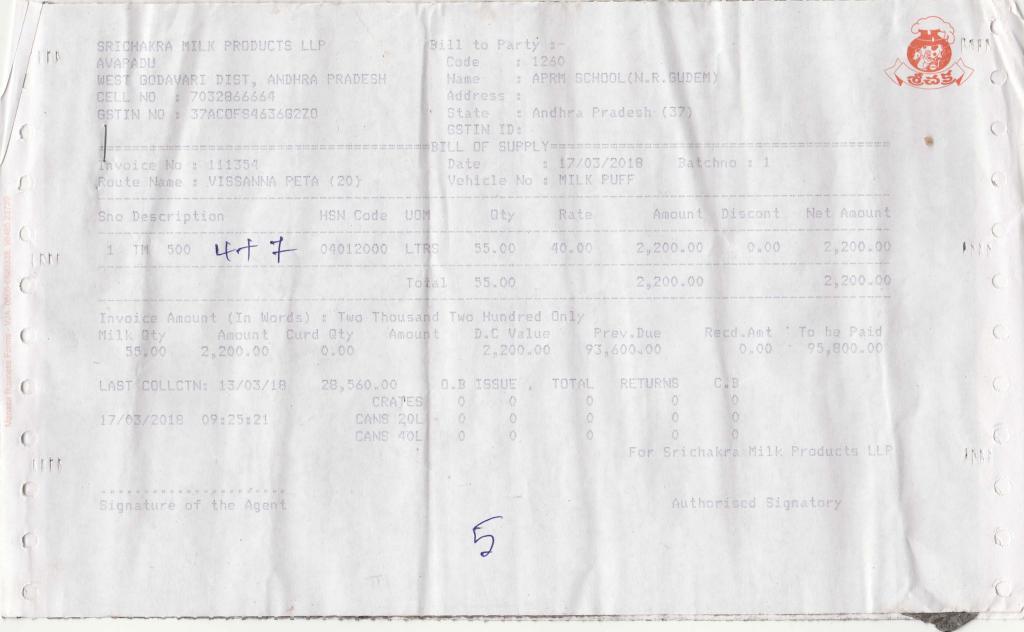 SRICHAKRA MILK PRODUCTS LLP
AVAPADU
WEST GODAVARI DIST, ANDHRA PRADESH
CELL NO : 7032866664
GSTIN NO : 37ACOFS4636G2Z0
Bill to Party :-
Code : 1260
Name : APRM SCHOOL(N.R.GUDEM)
Address :
State : Andhra Pradesh (37)
GSTIN ID:
శ్రీచక్ర
BILL OF SUPPLY
Invoice No : 111354 Date : 17/03/2018 Batchno : 1
Route Name : VISSANNA PETA (20) Vehicle No : MILK PUFF
Sno Description HSN Code UOM Qty Rate Amount Discont Net Amount
1 TM 500 4+7 04012000 LTRS 55.00 40.00 2,200.00 0.00 2,200.00
Total 55.00 2,200.00 2,200.00
Invoice Amount (In Words) : Two Thousand Two Hundred Only
Milk Qty Amount Curd Qty Amount D.C Value Prev.Due Recd.Amt To be Paid
55.00 2,200.00 0.00 2,200.00 93,600.00 0.00 95,800.00
LAST COLLCTN: 13/03/18 28,560.00 O.B ISSUE TOTAL RETURNS C.B
CRATES 0 0 0 0 0
17/03/2018 09:25:21 CANS 20L 0 0 0 0 0
CANS 40L 0 0 0 0 0
For Srichakra Milk Products LLP
Signature of the Agent Authorised Signatory
5